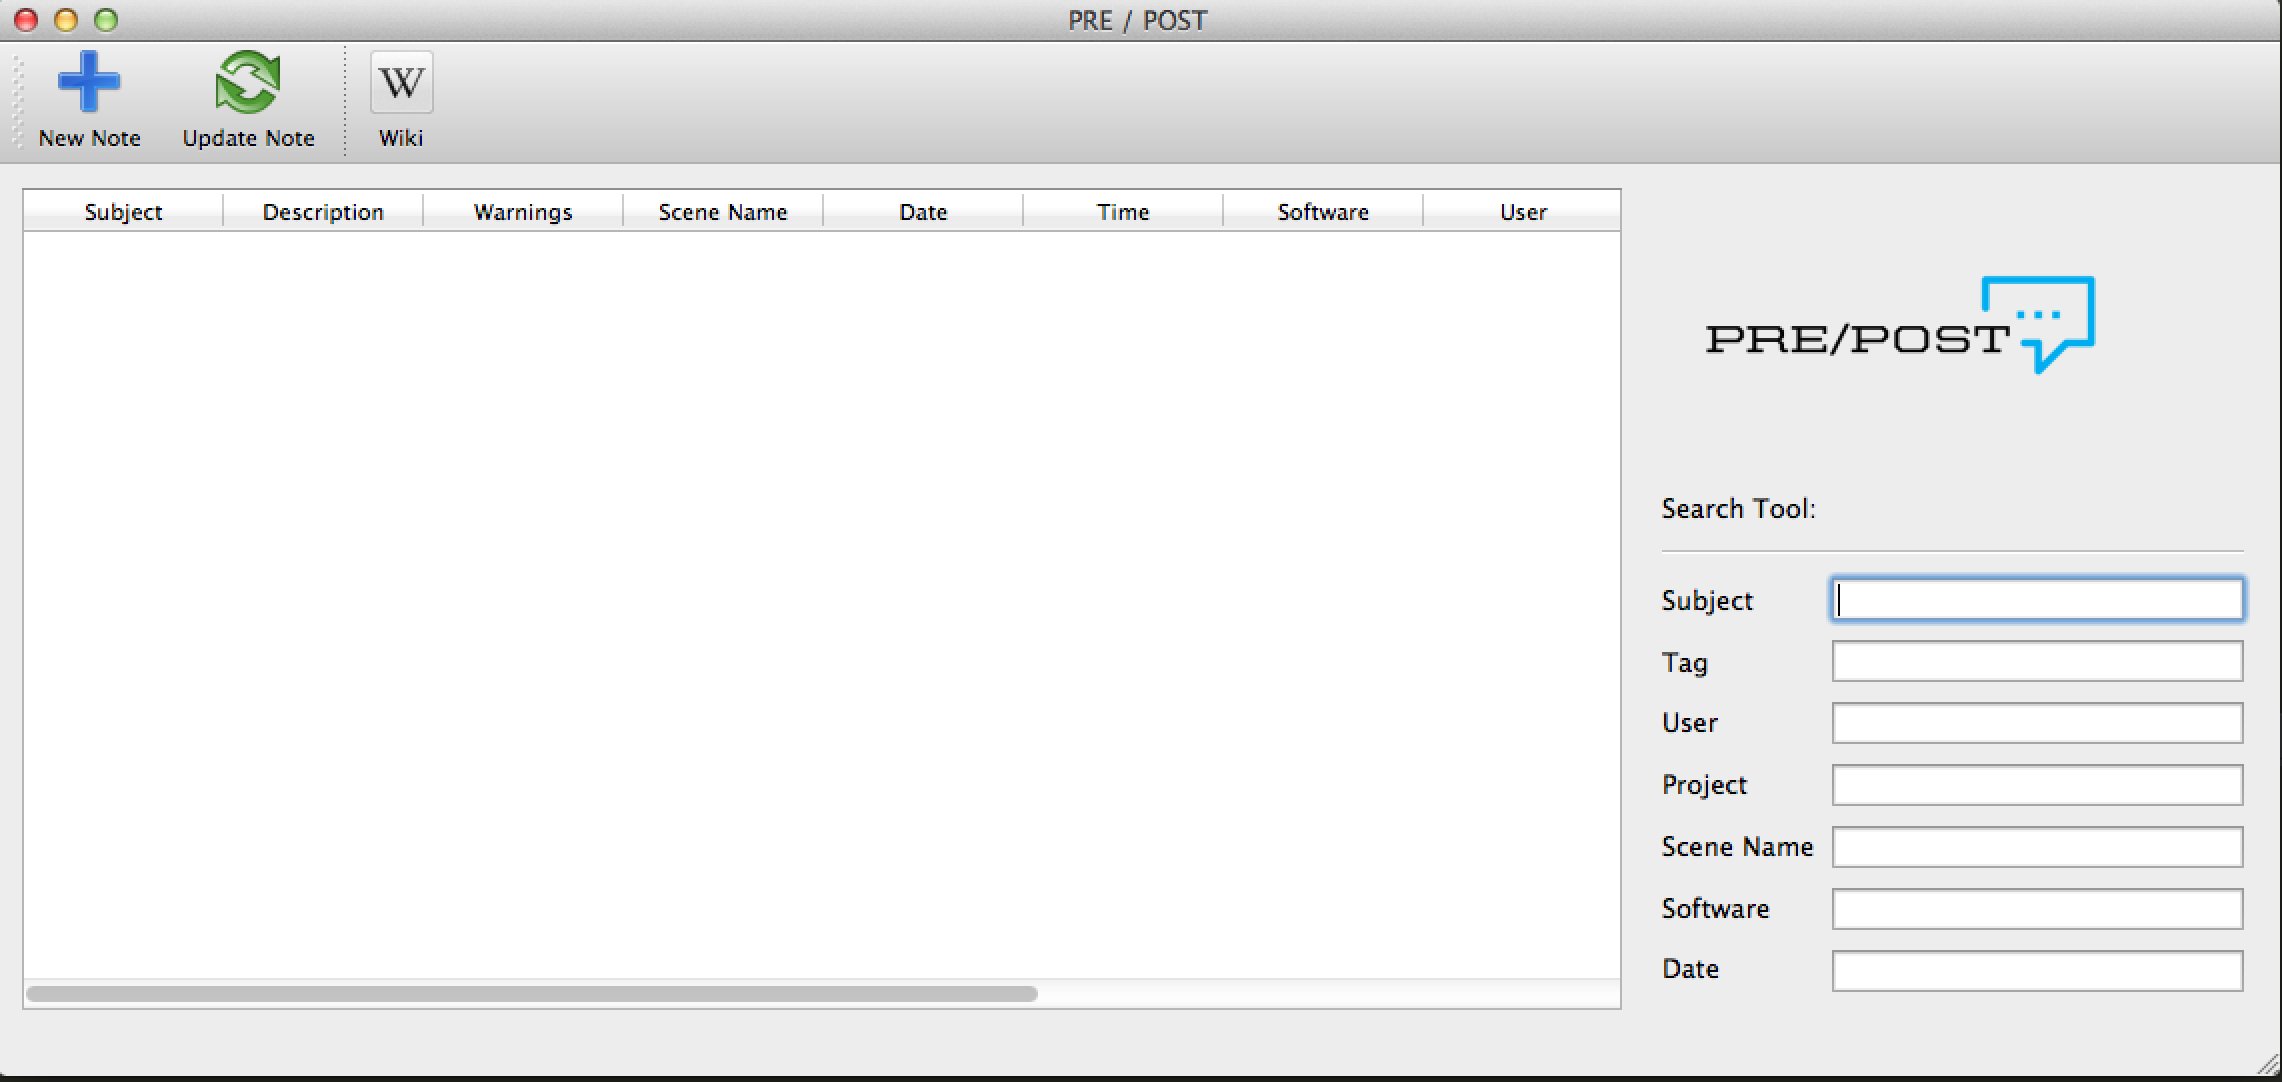 PRE / POST
New Note
Update Note
W
Wiki
Subject
Description
Warnings
Scene Name
Date
Time
Software
User
PRE/POST
Search Tool:
Subject
Tag
User
Project
Scene Name
Software
Date